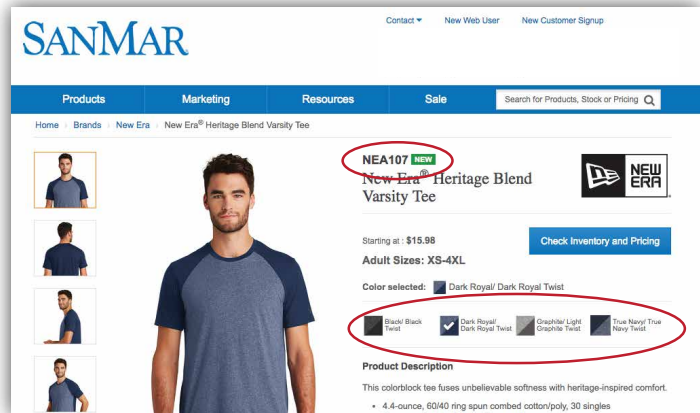 Contact New Web User New Customer Signup
SANMAR
Products Marketing Resources Sale Search for Products, Stock or Pricing
Home Brands New Era New Era® Heritage Blend Varsity Tee
NEA107 NEW
New Era® Heritage Blend
Varsity Tee
NEW
ERA
Starting at : $15.98
Check Inventory and Pricing
Adult Sizes: XS-4XL
Color selected: Dark Royal/ Dark Royal Twist
Black/ Black
Twist
Dark Royal/
Dark Royal Twist
Graphite/ Light
Graphite Twist
True Navy/ True
Navy Twist
Product Description
This colorblock tee fuses unbelievable softness with heritage-inspired comfort.
• 4.4-ounce, 60/40 ring spun combed cotton/poly, 30 singles